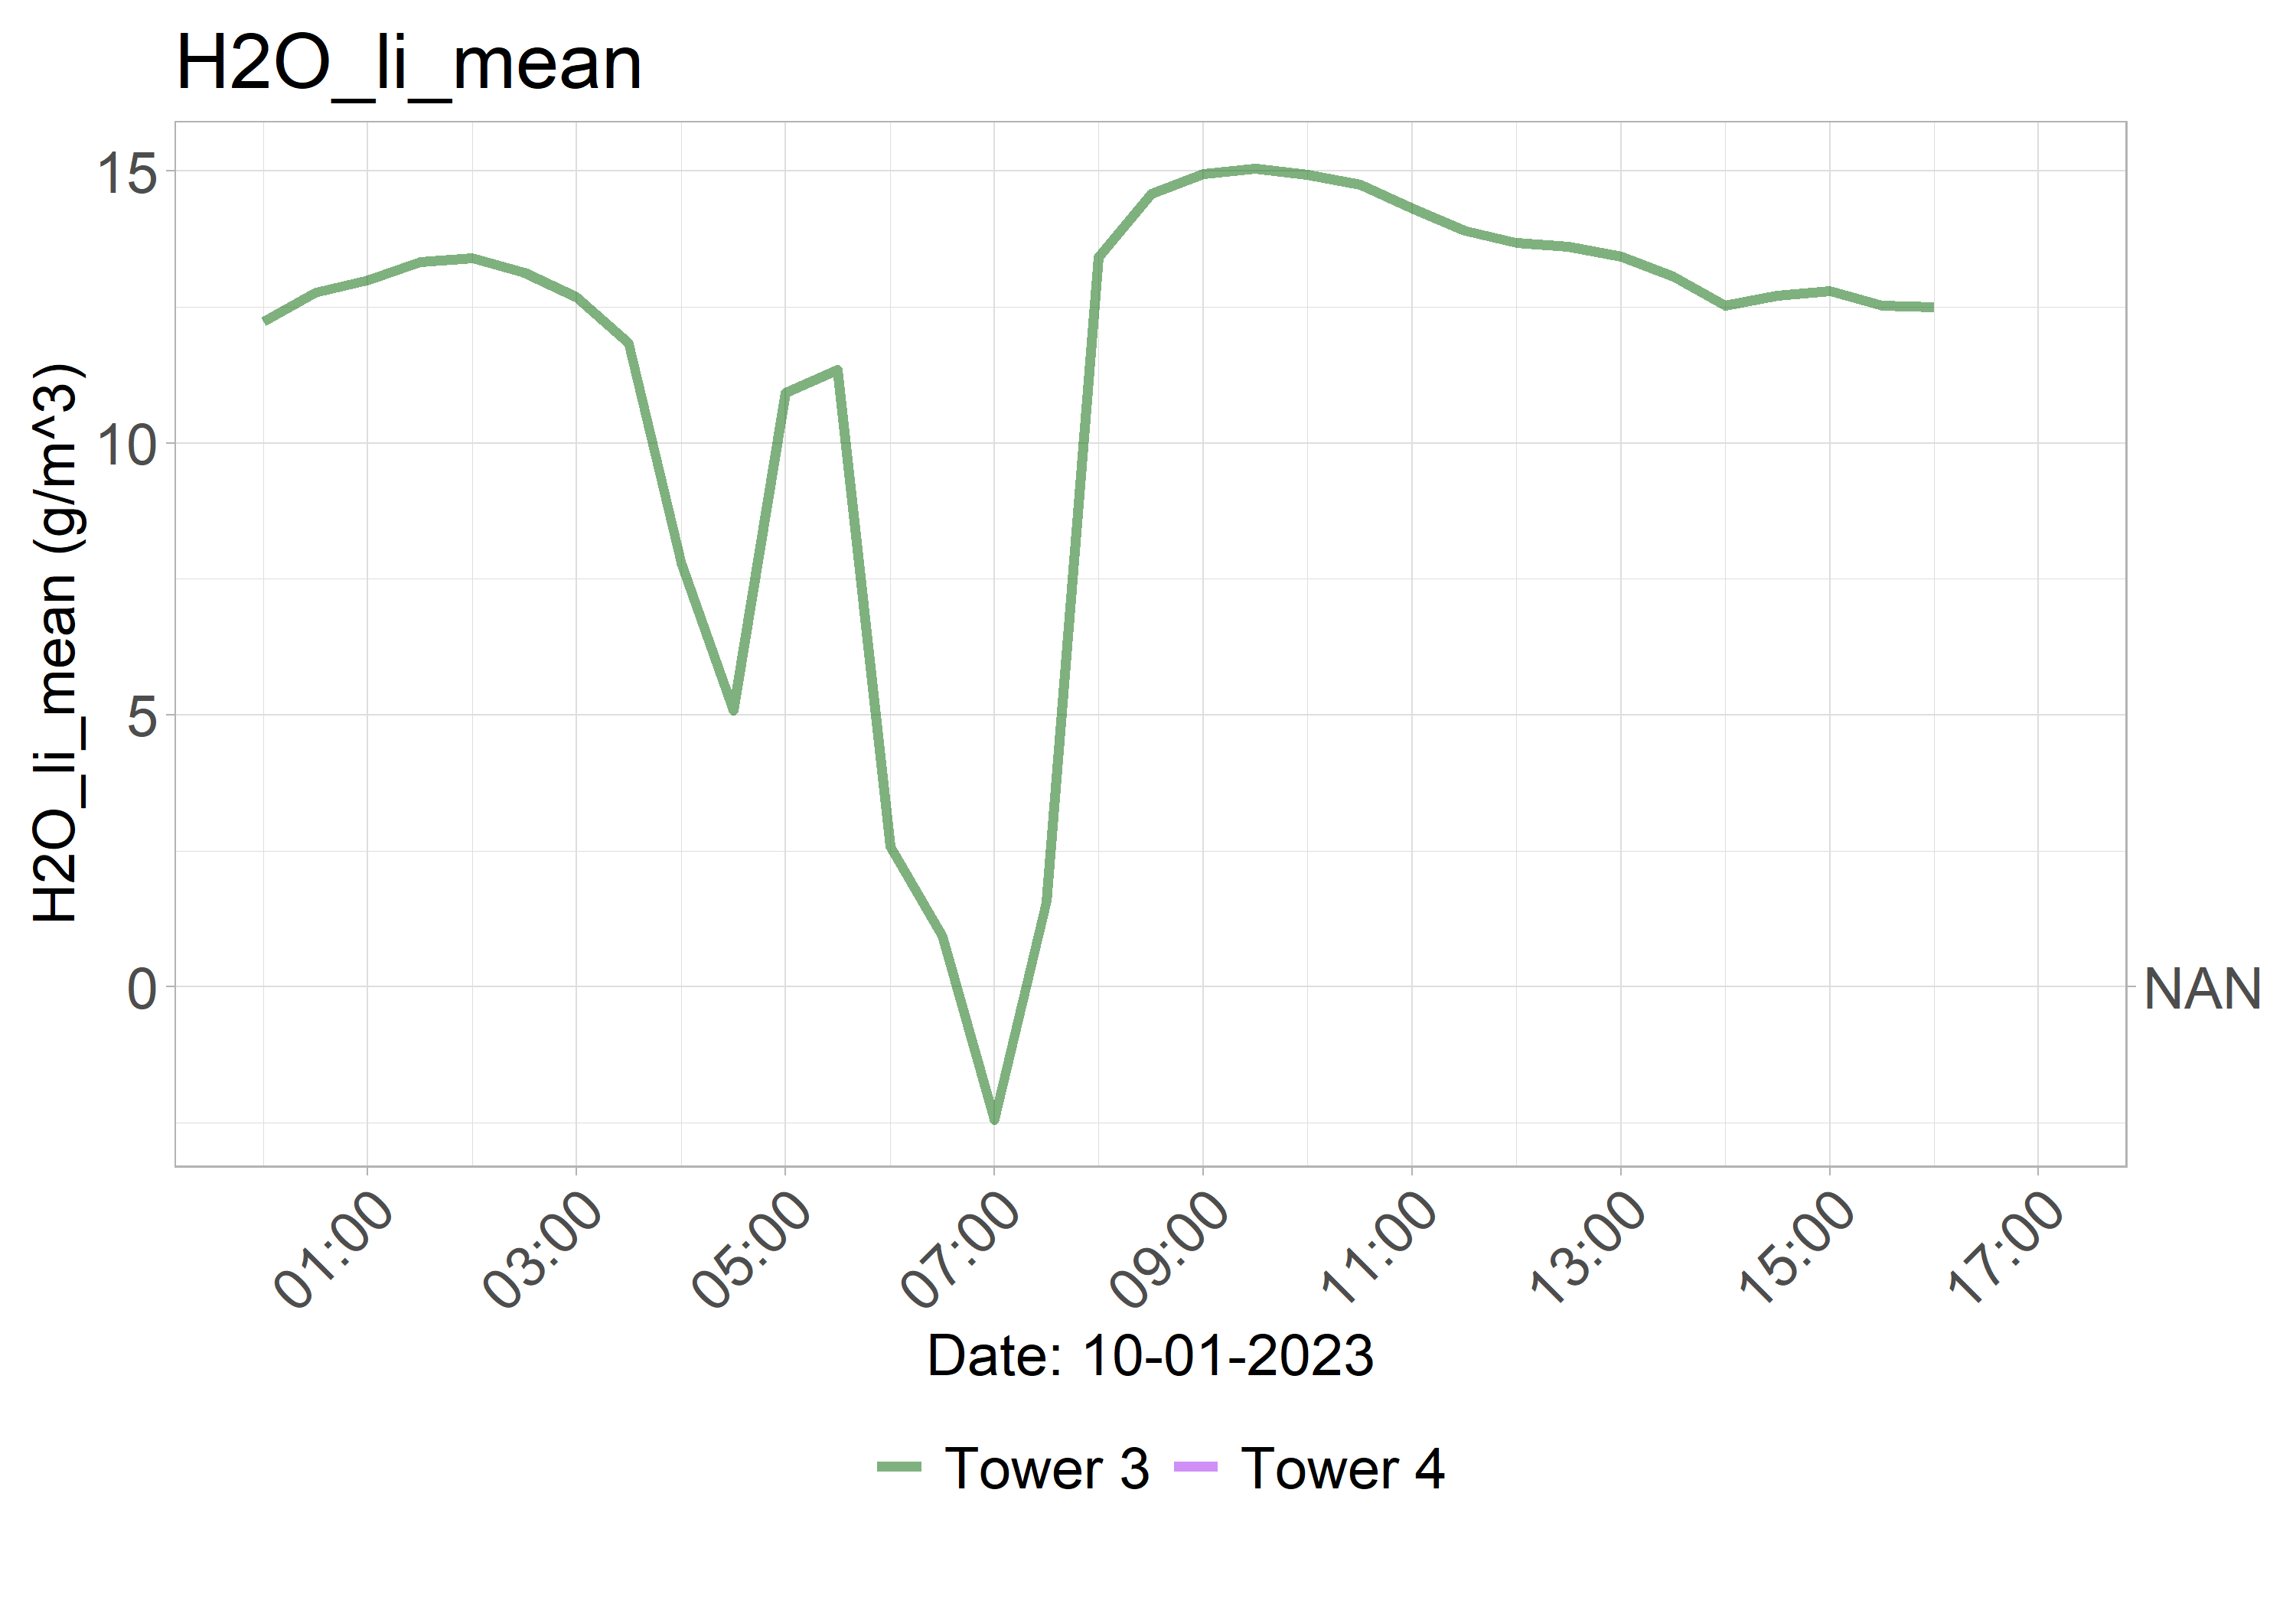 H2O_li_mean
H2O_li_mean (g/m^3)
15
10
5
0
NAN
01:00 03:00 05:00 07:00 09:00 11:00 13:00 15:00 17:00
Date: 10-01-2023
Tower 3 Tower 4